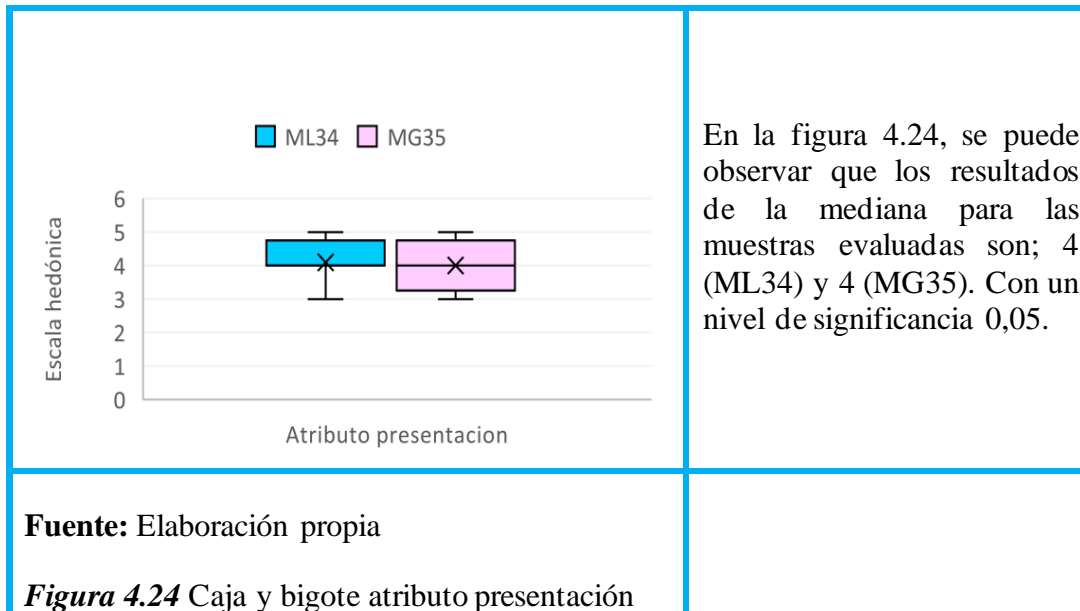 ML34 MG35
6
5
4
3
2
1
0
Escala hedónica
Atributo presentacion
En la figura 4.24, se puede
observar que los resultados
de la mediana para las
muestras evaluadas son; 4
(ML34) y 4 (MG35). Con un
nivel de significancia 0,05.
Fuente: Elaboración propia
Figura 4.24 Caja y bigote atributo presentación